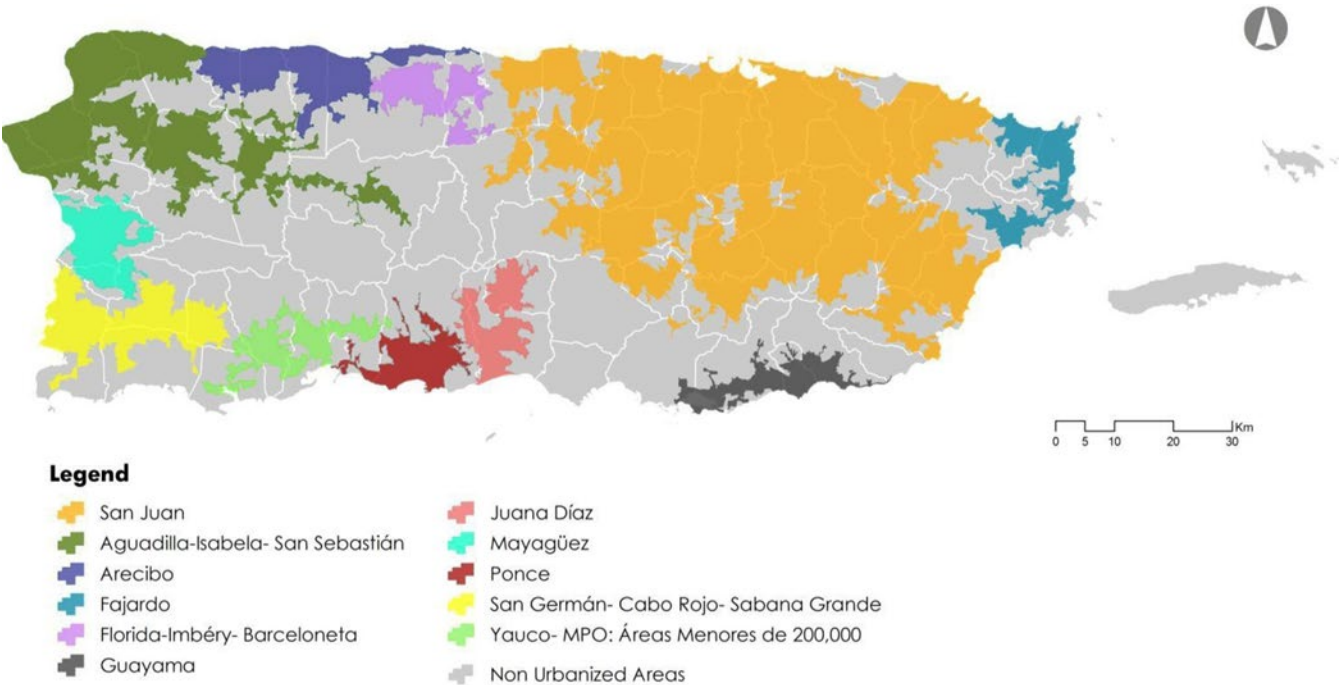 0 5 10 20 30 Km
Legend
San Juan
Aguadilla-Isabela- San Sebastián
Arecibo
Fajardo
Florida-Imbéry- Barceloneta
Guayama
Juana Díaz
Mayagüez
Ponce
San Germán- Cabo Rojo- Sabana Grande
Yauco- MPO: Áreas Menores de 200,000
Non Urbanized Areas